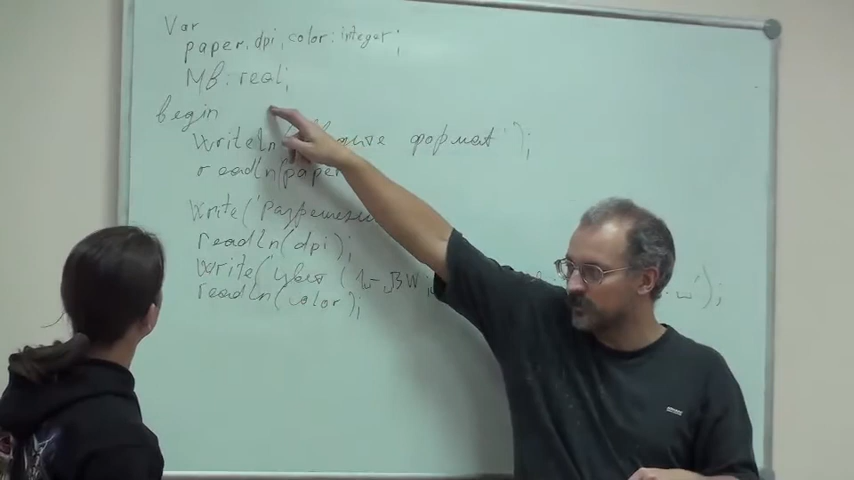 Var
paper, dpi, color: integer;
MB: real;
begin
Writeln формат');
readln(paper
Write('Разрешени
readln(dpi);
Write('цвет (1-BW,
readln(color);